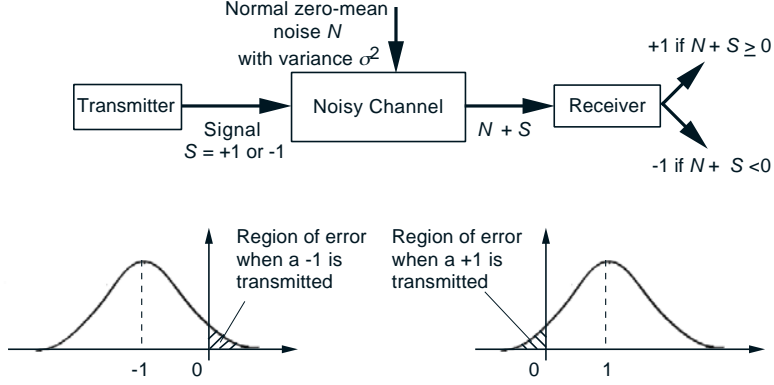 Normal zero-mean
noise N
with variance σ²
+1 if N + S ≥ 0
Transmitter
Noisy Channel
Receiver
Signal
S = +1 or -1
N + S
-1 if N + S <0
Region of error
when a -1 is
transmitted
Region of error
when a +1 is
transmitted
-1
0
0
1